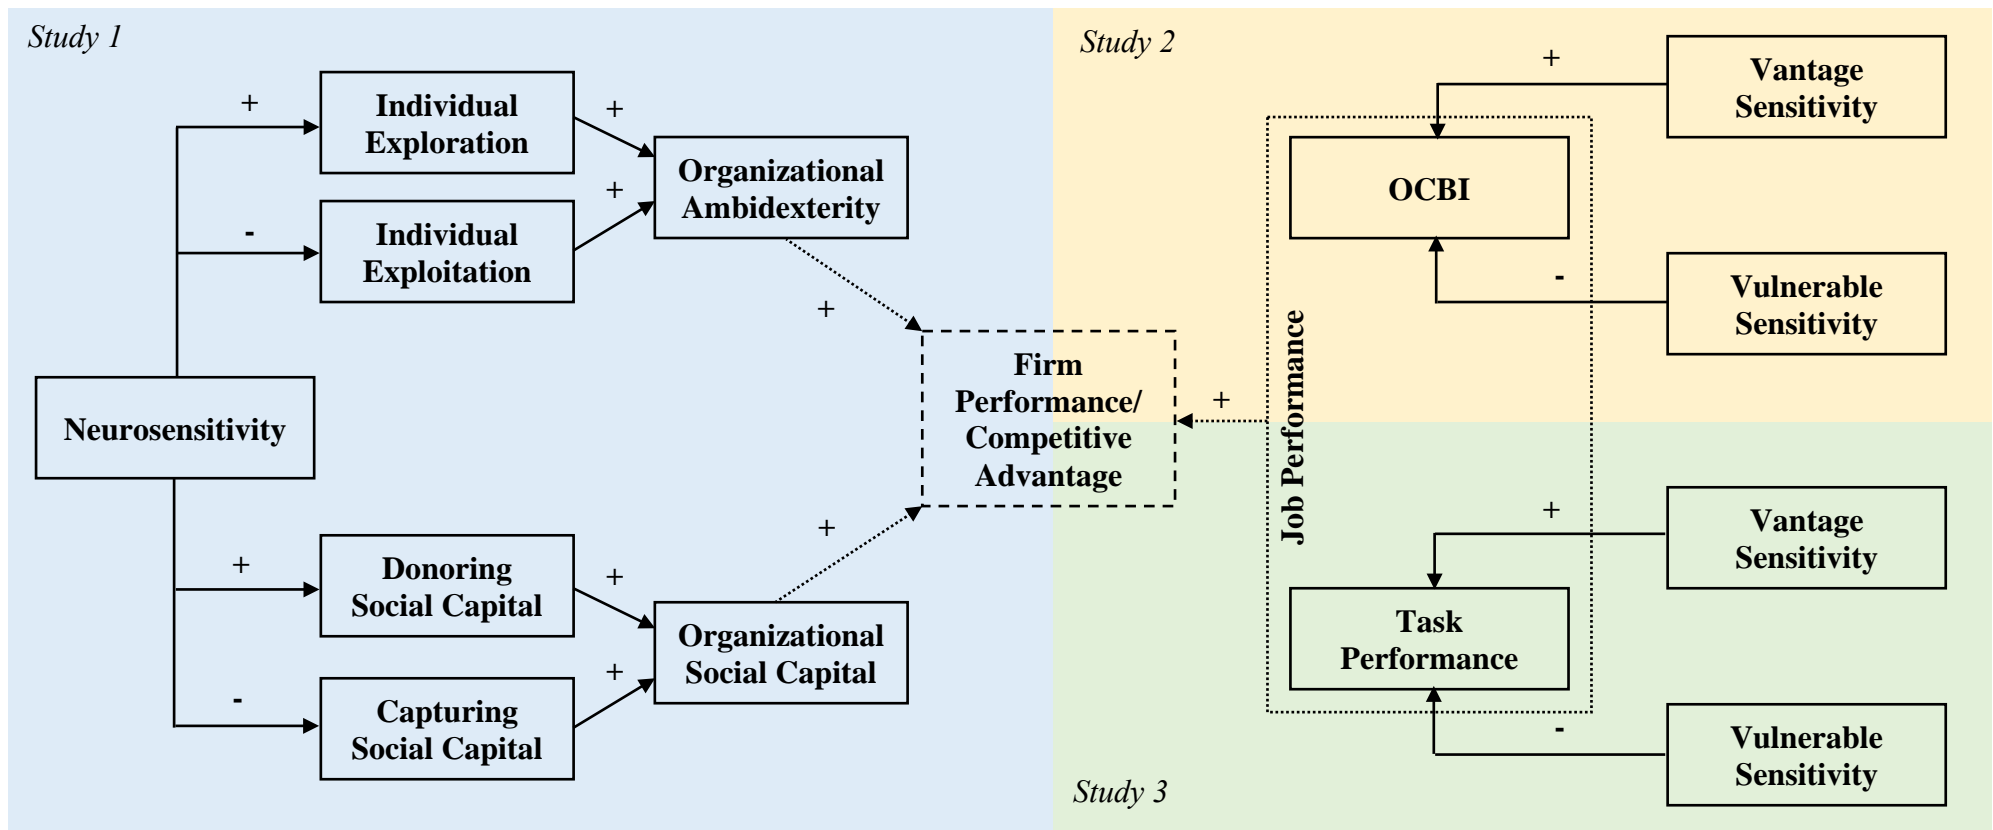 Study 1
+
Individual
Exploration
+
-
Individual
Exploitation
+
Organizational
Ambidexterity
+
Neurosensitivity
Firm
Performance/
Competitive
Advantage
+
Donoring
Social Capital
+
-
Capturing
Social Capital
+
Organizational
Social Capital
+
Study 2
+
Vantage
Sensitivity
OCBI
-
Vulnerable
Sensitivity
+
Job Performance
Study 3
+
Vantage
Sensitivity
Task
Performance
-
Vulnerable
Sensitivity